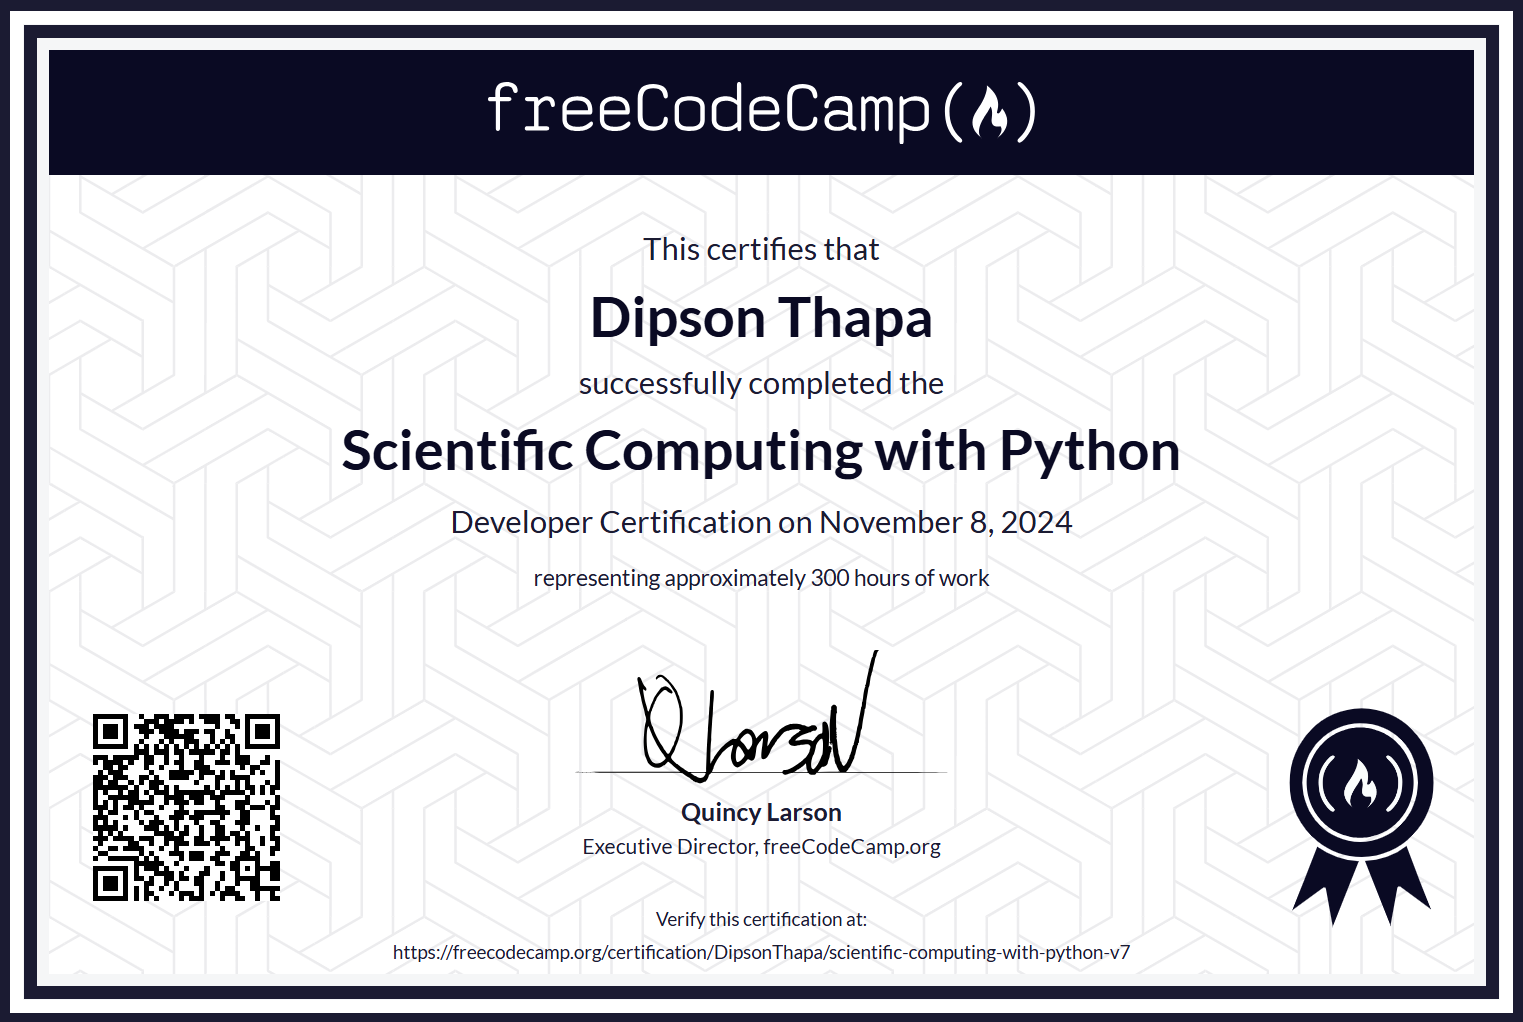 freeCodeCamp
This certifies that
Dipson Thapa
successfully completed the
Scientific Computing with Python
Developer Certification on November 8, 2024
representing approximately 300 hours of work
Q Larson
Quincy Larson
Executive Director, freeCodeCamp.org
Verify this certification at:
https://freecodecamp.org/certification/DipsonThapa/scientific-computing-with-python-v7